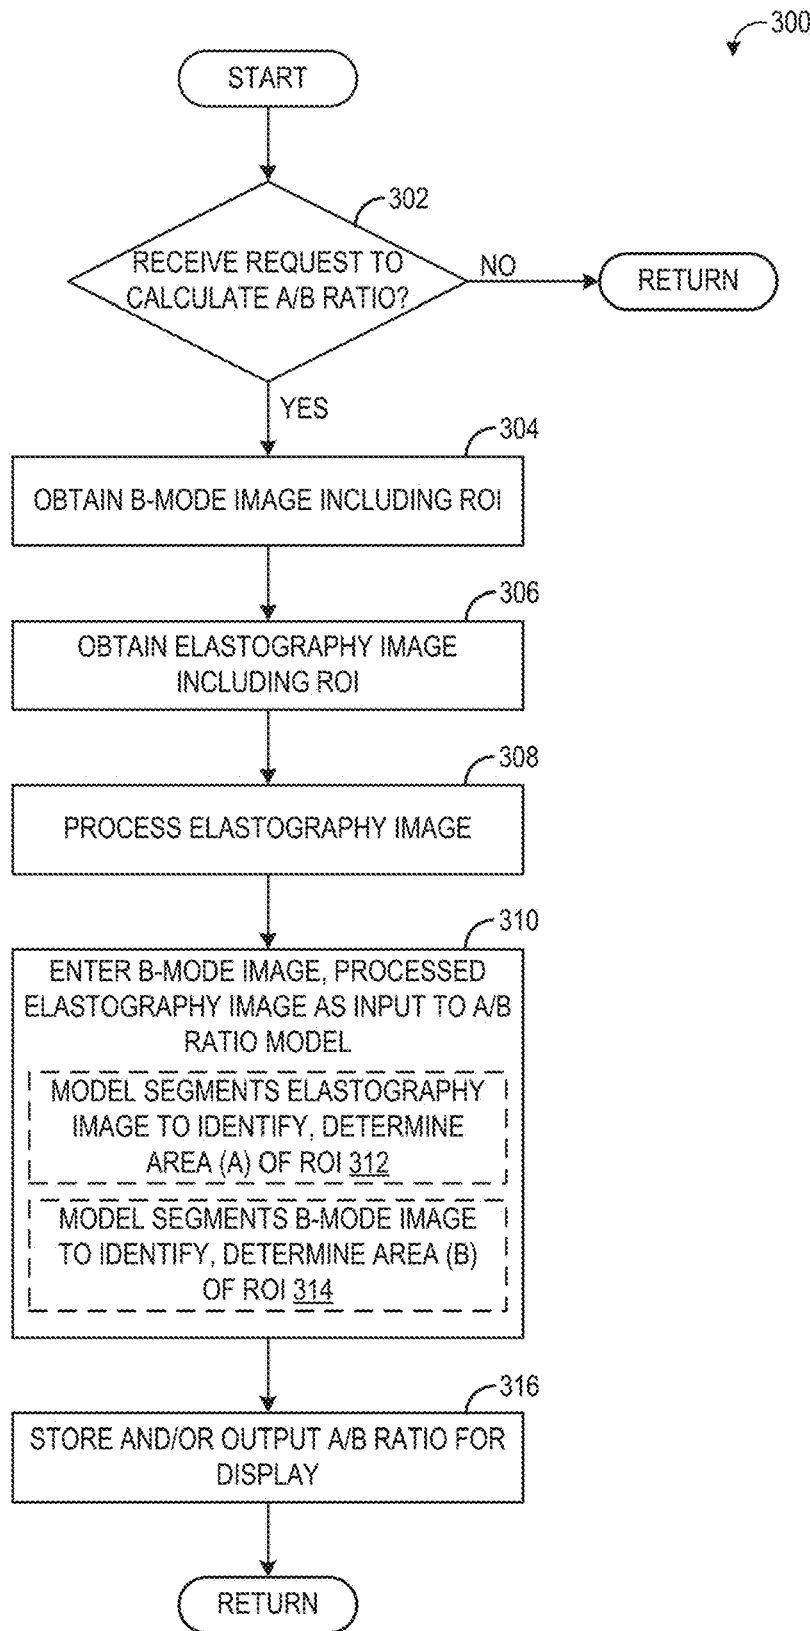 300
START
302
RECEIVE REQUEST TO
CALCULATE A/B RATIO?
NO
RETURN
YES
304
OBTAIN B-MODE IMAGE INCLUDING ROI
306
OBTAIN ELASTOGRAPHY IMAGE
INCLUDING ROI
308
PROCESS ELASTOGRAPHY IMAGE
310
ENTER B-MODE IMAGE, PROCESSED
ELASTOGRAPHY IMAGE AS INPUT TO A/B
RATIO MODEL
MODEL SEGMENTS ELASTOGRAPHY
IMAGE TO IDENTIFY, DETERMINE
AREA (A) OF ROI 312
MODEL SEGMENTS B-MODE IMAGE
TO IDENTIFY, DETERMINE AREA (B)
OF ROI 314
316
STORE AND/OR OUTPUT A/B RATIO FOR
DISPLAY
RETURN